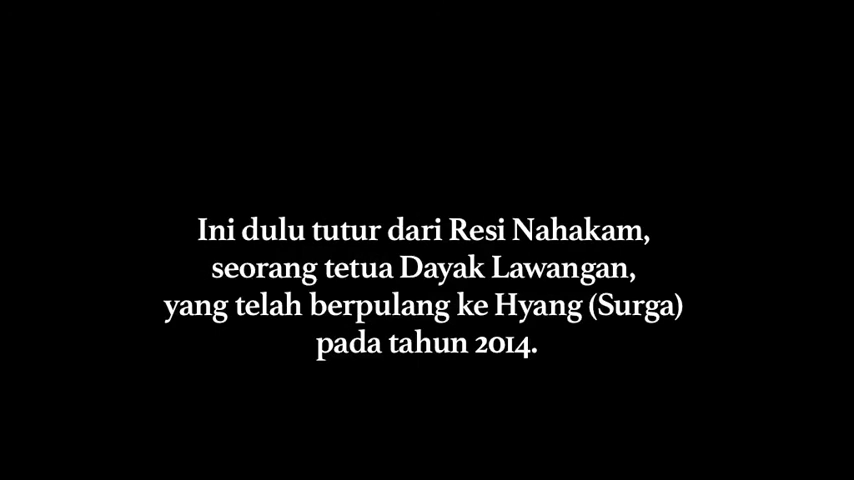 Ini dulu tutur dari Resi Nahakam,
seorang tetua Dayak Lawangan,
yang telah berpulang ke Hyang (Surga)
pada tahun 2014.